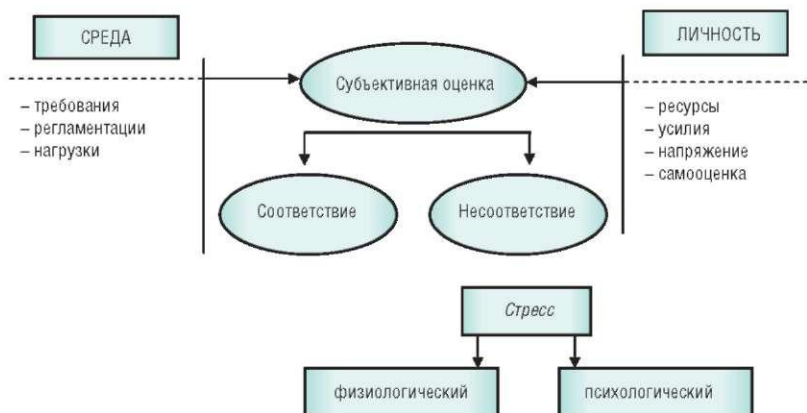 СРЕДА
ЛИЧНОСТЬ
Субъективная оценка
– требования
– регламентации
– нагрузки
– ресурсы
– усилия
– напряжение
– самооценка
Соответствие
Несоответствие
Стресс
физиологический
психологический